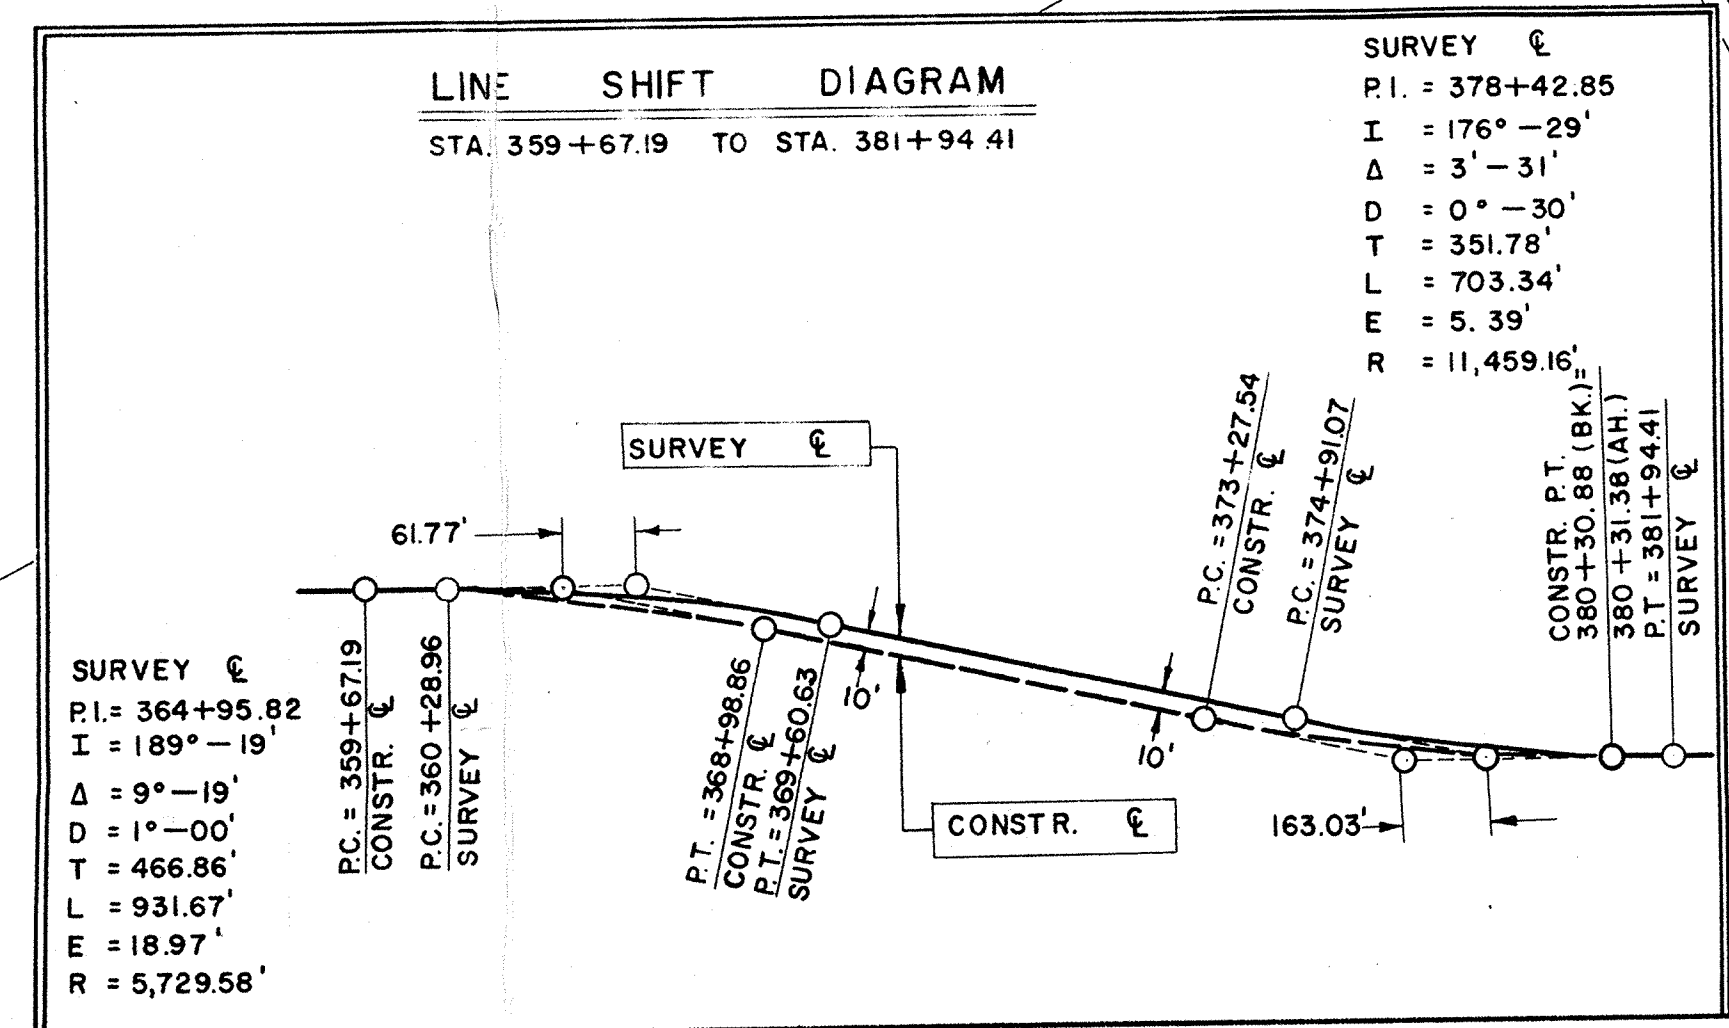 LINE SHIFT DIAGRAM
STA. 359+67.19 TO STA. 381+94.41
SURVEY ℄
P.I. = 378+42.85
I = 176°-29'
Δ = 3'-31'
D = 0°-30'
T = 351.78'
L = 703.34'
E = 5.39'
R = 11,459.16'
SURVEY ℄
61.77'
P.C. = 373+27.54
CONSTR. ℄
P.C. = 374+91.07
SURVEY ℄
CONSTR. P.T.
380+30.88 (BK.) =
380+31.38 (AH.)
P.T = 381+94.41
SURVEY ℄
SURVEY ℄
P.I. = 364+95.82
I = 189°-19'
Δ = 9°-19'
D = 1°-00'
T = 466.86'
L = 931.67'
E = 18.97'
R = 5,729.58'
P.C. = 359+67.19
CONSTR. ℄
P.C. = 360+28.96
SURVEY ℄
P.T. = 368+98.86
CONSTR. ℄
P.T. = 369+60.63
SURVEY ℄
10'
10'
CONSTR. ℄
163.03'